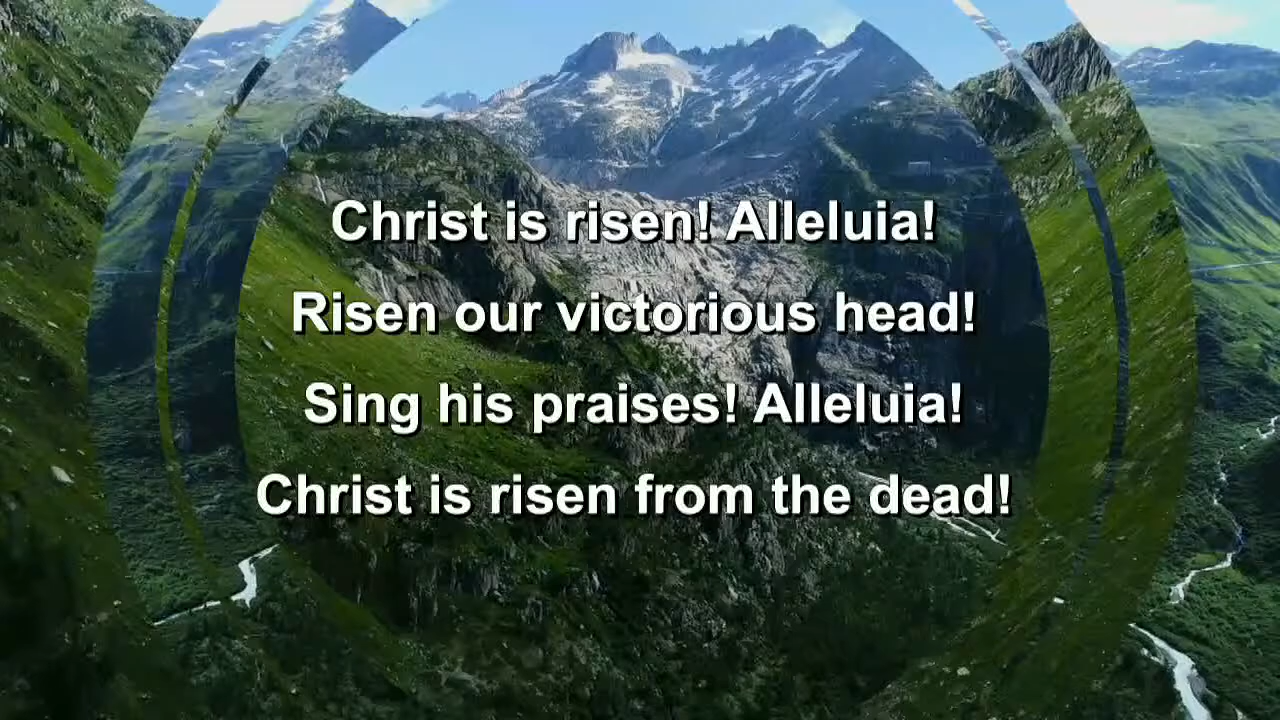 Christ is risen! Alleluia!
Risen our victorious head!
Sing his praises! Alleluia!
Christ is risen from the dead!